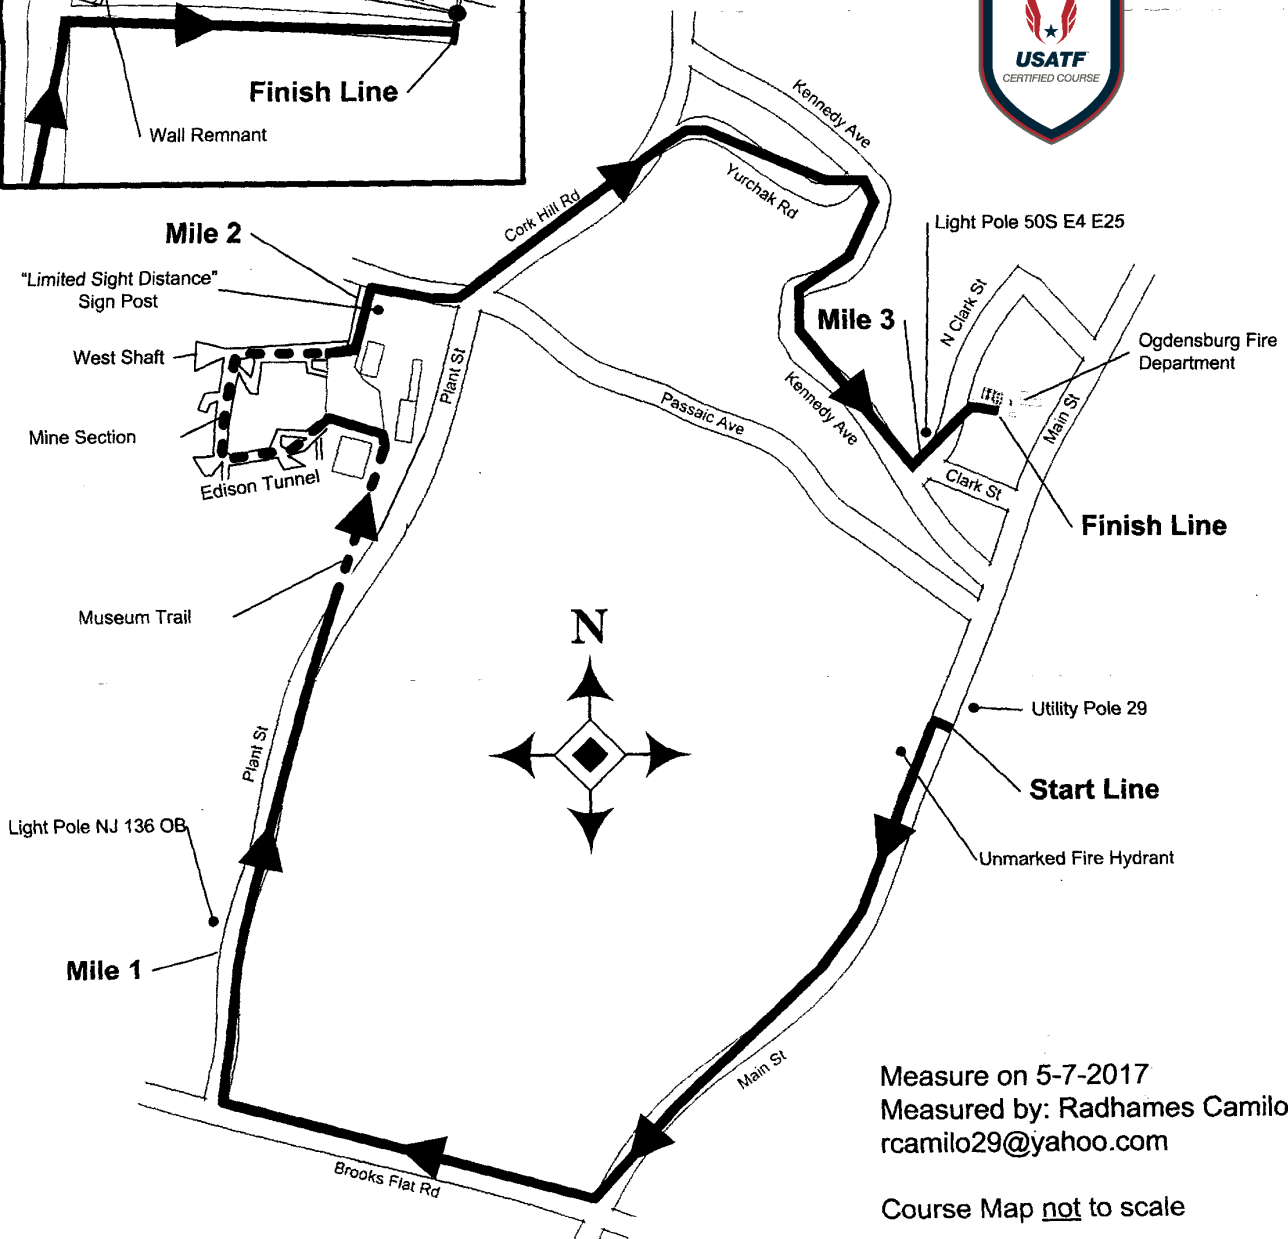 Finish Line
Wall Remnant
USATF
CERTIFIED COURSE
Kennedy Ave
Yurchak Rd
Cork Hill Rd
Mile 2
"Limited Sight Distance"
Sign Post
West Shaft
Mine Section
Edison Tunnel
Museum Trail
Plant St
Passaic Ave
Kennedy Ave
Mile 3
Light Pole 50S E4 E25
N Clark St
Ogdensburg Fire
Department
Main St
Clark St
Finish Line
N
Utility Pole 29
Start Line
Unmarked Fire Hydrant
Plant St
Light Pole NJ 136 OB
Mile 1
Main St
Brooks Flat Rd
Measure on 5-7-2017
Measured by: Radhames Camilo
rcamilo29@yahoo.com
Course Map not to scale